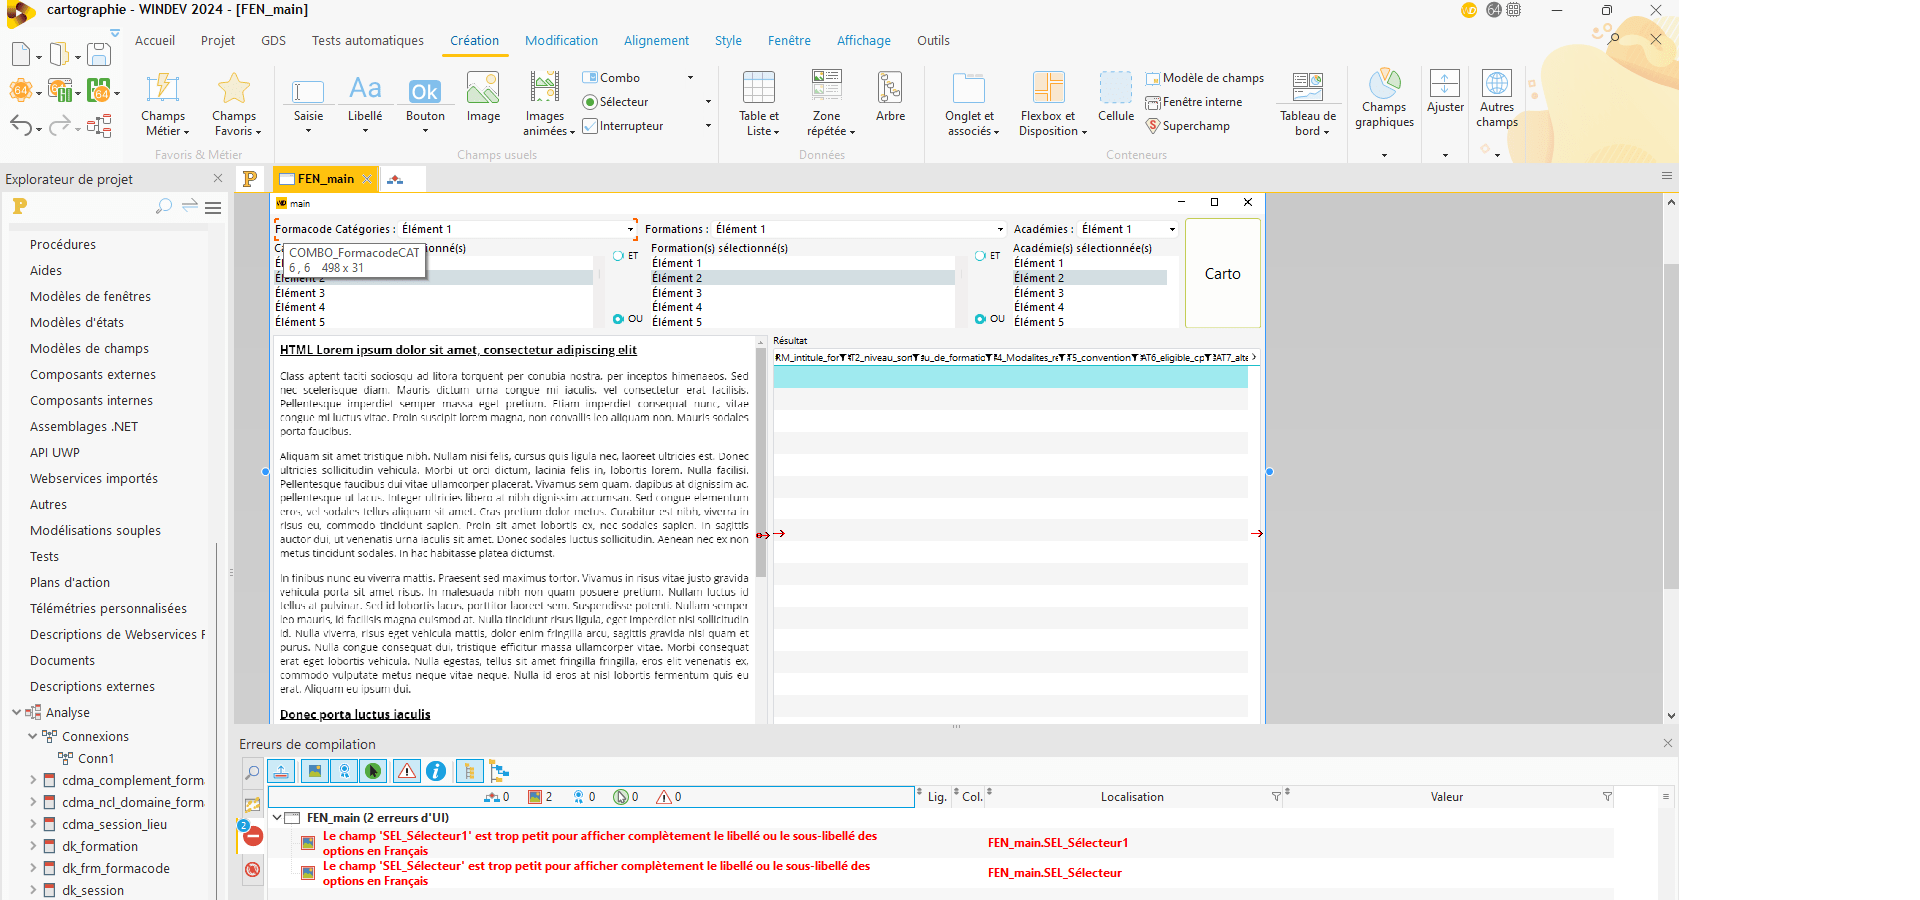 cartographie - WINDEV 2024 - [FEN_main]
64
Accueil
Projet
GDS
Tests automatiques
Création
Modification
Alignement
Style
Fenêtre
Affichage
Outils
Champs Métier
Champs Favoris
Favoris & Métier
Saisie
Libellé
Bouton
Image
Images animées
Combo
Sélecteur
Interrupteur
Champs usuels
Table et Liste
Zone répétée
Arbre
Données
Onglet et associés
Flexbox et Disposition
Cellule
Modèle de champs
Fenêtre interne
Superchamp
Tableau de bord
Conteneurs
Champs graphiques
Ajuster
Autres champs
Explorateur de projet
FEN_main
Procédures
Aides
Modèles de fenêtres
Modèles d'états
Modèles de champs
Composants externes
Composants internes
Assemblages .NET
API UWP
Webservices importés
Autres
Modélisations souples
Tests
Plans d'action
Télémétries personnalisées
Descriptions de Webservices F
Documents
Descriptions externes
Analyse
Connexions
Conn1
cdma_complement_forma
cdma_ncl_domaine_forma
cdma_session_lieu
dk_formation
dk_frm_formacode
dk_session
main
Formacode Catégories : Élément 1
Formations : Élément 1
Académies : Élément 1
Carto
COMBO_FormacodeCAT
6 , 6 498 x 31
Ca
onné(s)
Élément 2
Élément 3
Élément 4
Élément 5
ET
OU
Formation(s) sélectionné(s)
Élément 1
Élément 2
Élément 3
Élément 4
Élément 5
ET
OU
Académie(s) sélectionnée(s)
Élément 1
Élément 2
Élément 3
Élément 4
Élément 5
HTML Lorem ipsum dolor sit amet, consectetur adipiscing elit
Class aptent taciti sociosqu ad litora torquent per conubia nostra, per inceptos himenaeos. Sed
nec scelerisque diam. Mauris dictum urna congue mi iaculis, vel consectetur erat facilisis.
Pellentesque imperdiet semper massa eget pretium. Etiam imperdiet consequat nunc, vitae
congue mi luctus vitae. Proin suscipit lorem magna, non convallis leo aliquam non. Mauris sodales
porta faucibus.
Aliquam sit amet tristique nibh. Nullam nisi felis, cursus quis ligula nec, laoreet ultricies est. Donec
ultricies sollicitudin vehicula. Morbi ut orci dictum, lacinia felis in, lobortis lorem. Nulla facilisi.
Pellentesque faucibus dui vitae ullamcorper placerat. Vivamus sem quam, dapibus at dignissim ac,
pellentesque ut lacus. Integer ultricies libero at nibh dignissim accumsan. Sed congue elementum
eros, vel sodales tellus aliquam sit amet. Cras pretium dolor metus. Curabitur est nibh, viverra in
risus eu, commodo tincidunt sapien. Proin sit amet lobortis ex, nec sodales sapien. In sagittis
auctor dui, ut venenatis urna iaculis sit amet. Donec sodales luctus sollicitudin. Aenean nec ex non
metus tincidunt sodales. In hac habitasse platea dictumst.
In finibus nunc eu viverra mattis. Praesent sed maximus tortor. Vivamus in risus vitae justo gravida
vehicula porta sit amet risus. In malesuada nibh non quam posuere pretium. Nullam luctus id
tellus at pulvinar. Sed id lobortis lacus, porttitor laoreet sem. Suspendisse potenti. Nullam semper
leo mauris, id facilisis magna euismod at. Nulla tincidunt risus ligula, eget imperdiet nisl sollicitudin
id. Nulla viverra, risus eget vehicula mattis, dolor enim fringilla arcu, sagittis gravida nisl quam et
purus. Nulla congue consequat dui, tristique efficitur massa ullamcorper vitae. Morbi consequat
erat eget lobortis vehicula. Nulla egestas, tellus sit amet fringilla fringilla, eros elit venenatis ex,
commodo vulputate metus neque vitae neque. Nulla id eros at nisl lobortis fermentum quis eu
erat. Aliquam eu ipsum dui.
Donec porta luctus iaculis
Résultat
RM_intitule_for
T2_niveau_sor
u_de_formatio
4_Modalites_re
T5_convention
AT6_eligible_cp
AT7_alte
Erreurs de compilation
0
2
0
0
0
Lig.
Col.
Localisation
Valeur
FEN_main (2 erreurs d'UI)
2
Le champ 'SEL_Sélecteur1' est trop petit pour afficher complètement le libellé ou le sous-libellé des
options en Français
FEN_main.SEL_Sélecteur1
Le champ 'SEL_Sélecteur' est trop petit pour afficher complètement le libellé ou le sous-libellé des
options en Français
FEN_main.SEL_Sélecteur